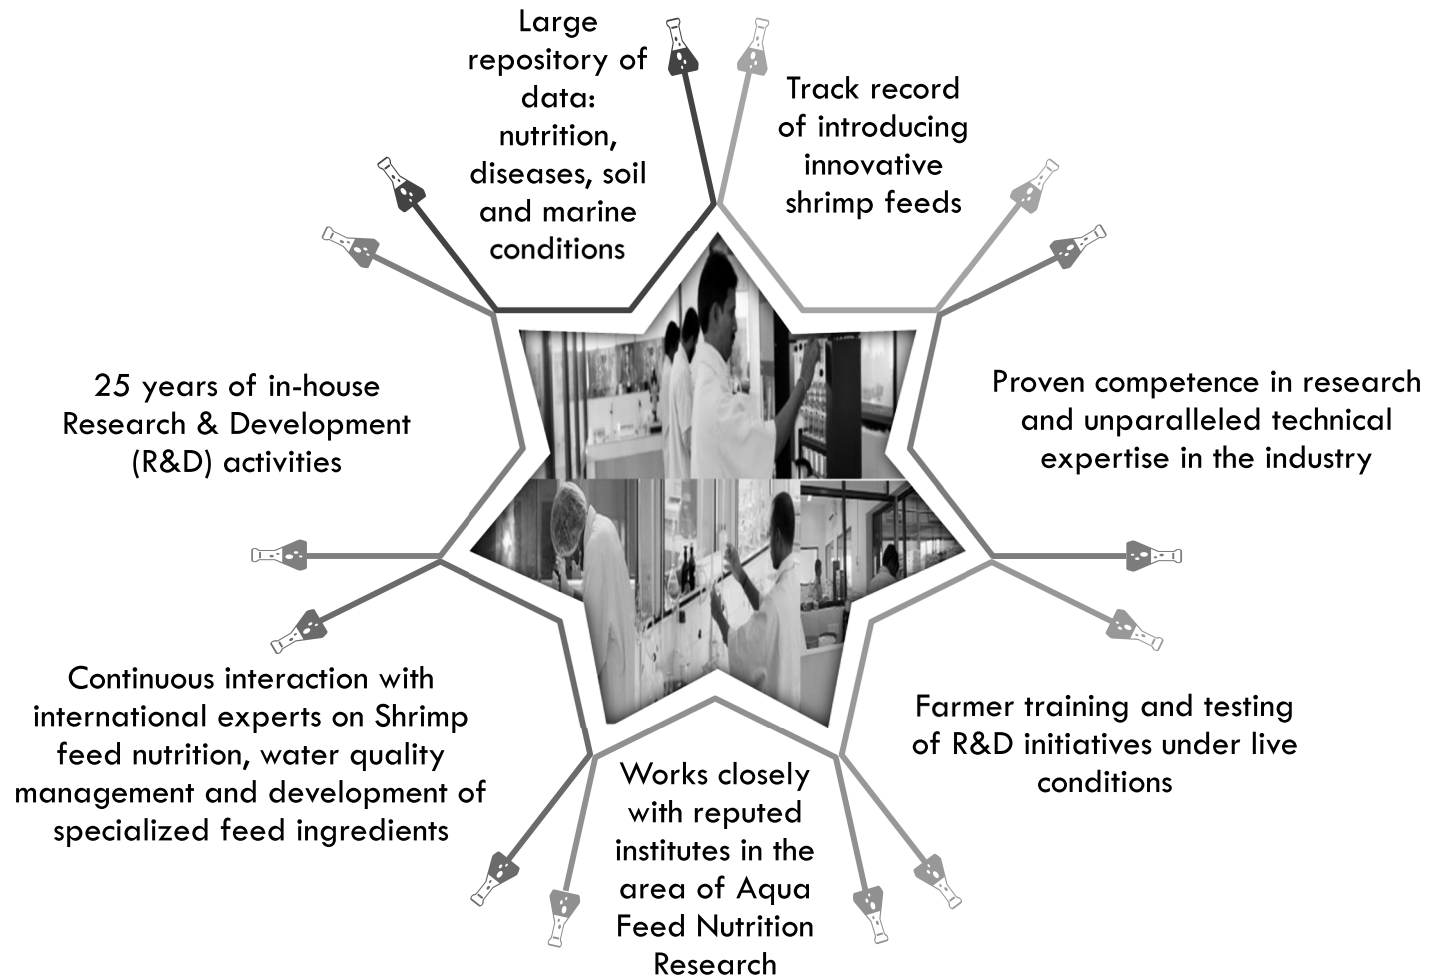 Large
repository of
data:
nutrition,
diseases, soil
and marine
conditions
Track record
of introducing
innovative
shrimp feeds
25 years of in-house
Research & Development
(R&D) activities
Proven competence in research
and unparalleled technical
expertise in the industry
Continuous interaction with
international experts on Shrimp
feed nutrition, water quality
management and development of
specialized feed ingredients
Farmer training and testing
of R&D initiatives under live
conditions
Works closely
with reputed
institutes in the
area of Aqua
Feed Nutrition
Research